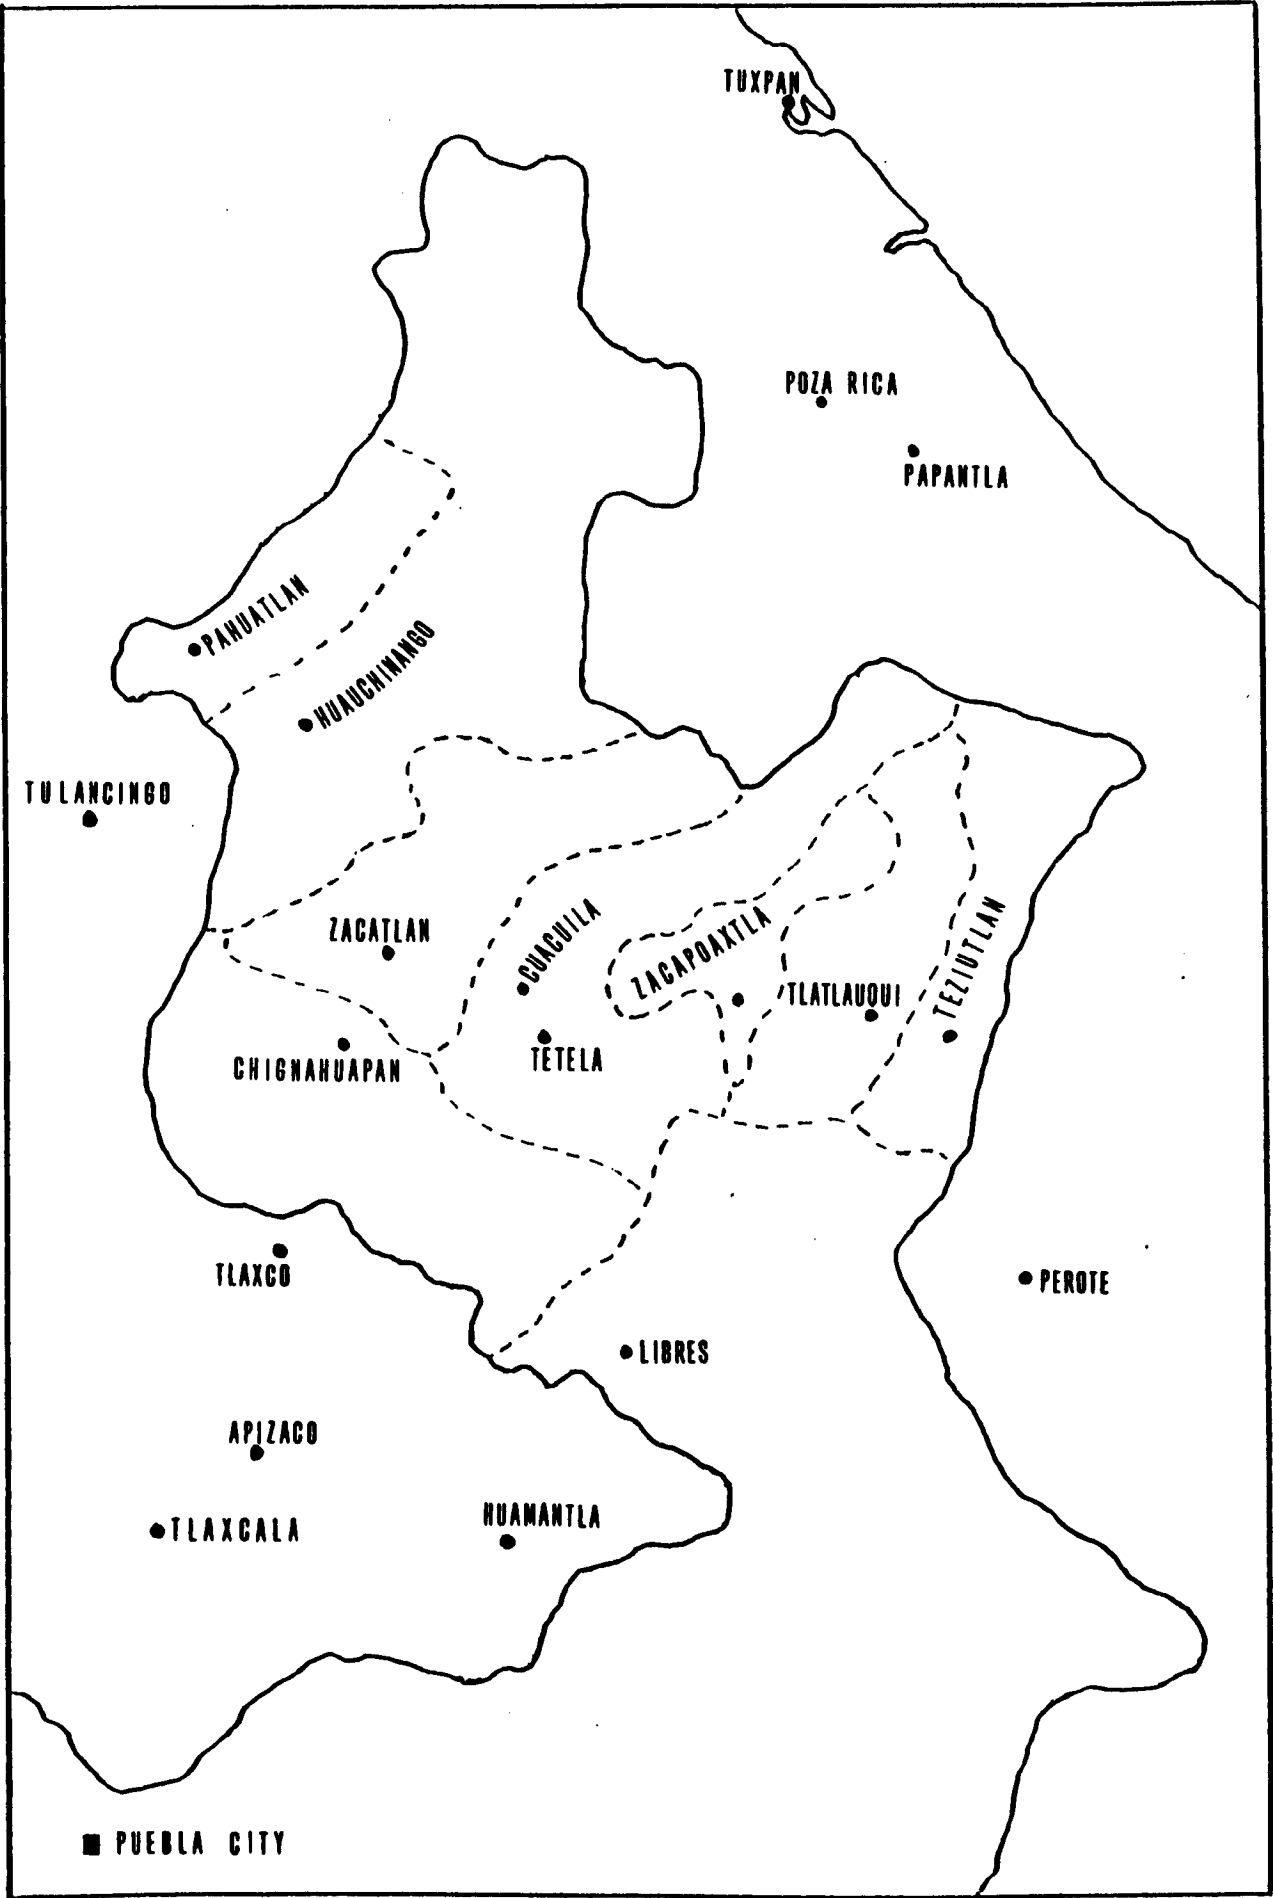 TUXPAN
POZA RICA
PAPANTLA
PAHUATLAN
HUAUCHINANGO
TULANCINGO
ZACATLAN
CUACUILA
ZACAPOAXTLA
TLATLAUQUI
TEZIUTLAN
CHIGNAHUAPAN
TETELA
TLAXCO
PEROTE
LIBRES
APIZACO
TLAXCALA
HUAMANTLA
PUEBLA CITY